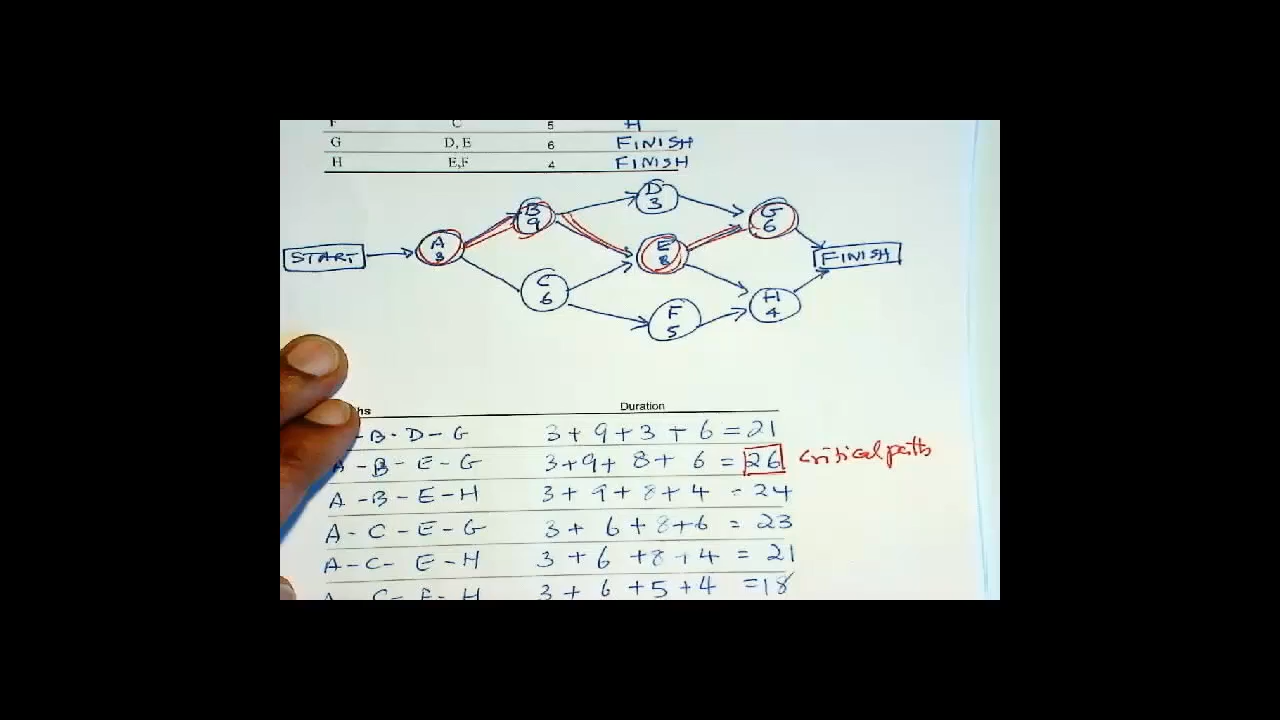 F C 5 H
G D, E 6 FINISH
H E,F 4 FINISH
D
3
B
9
G
6
A
3
E
8
START
FINISH
C
6
H
4
F
5
hs Duration
-B-D-G 3+9+3+6=21
A-B-E-G 3+9+8+6=26 critical path
A-B-E-H 3+9+8+4=24
A-C-E-G 3+6+8+6=23
A-C-E-H 3+6+8+4=21
A-C-F-H 3+6+5+4=18